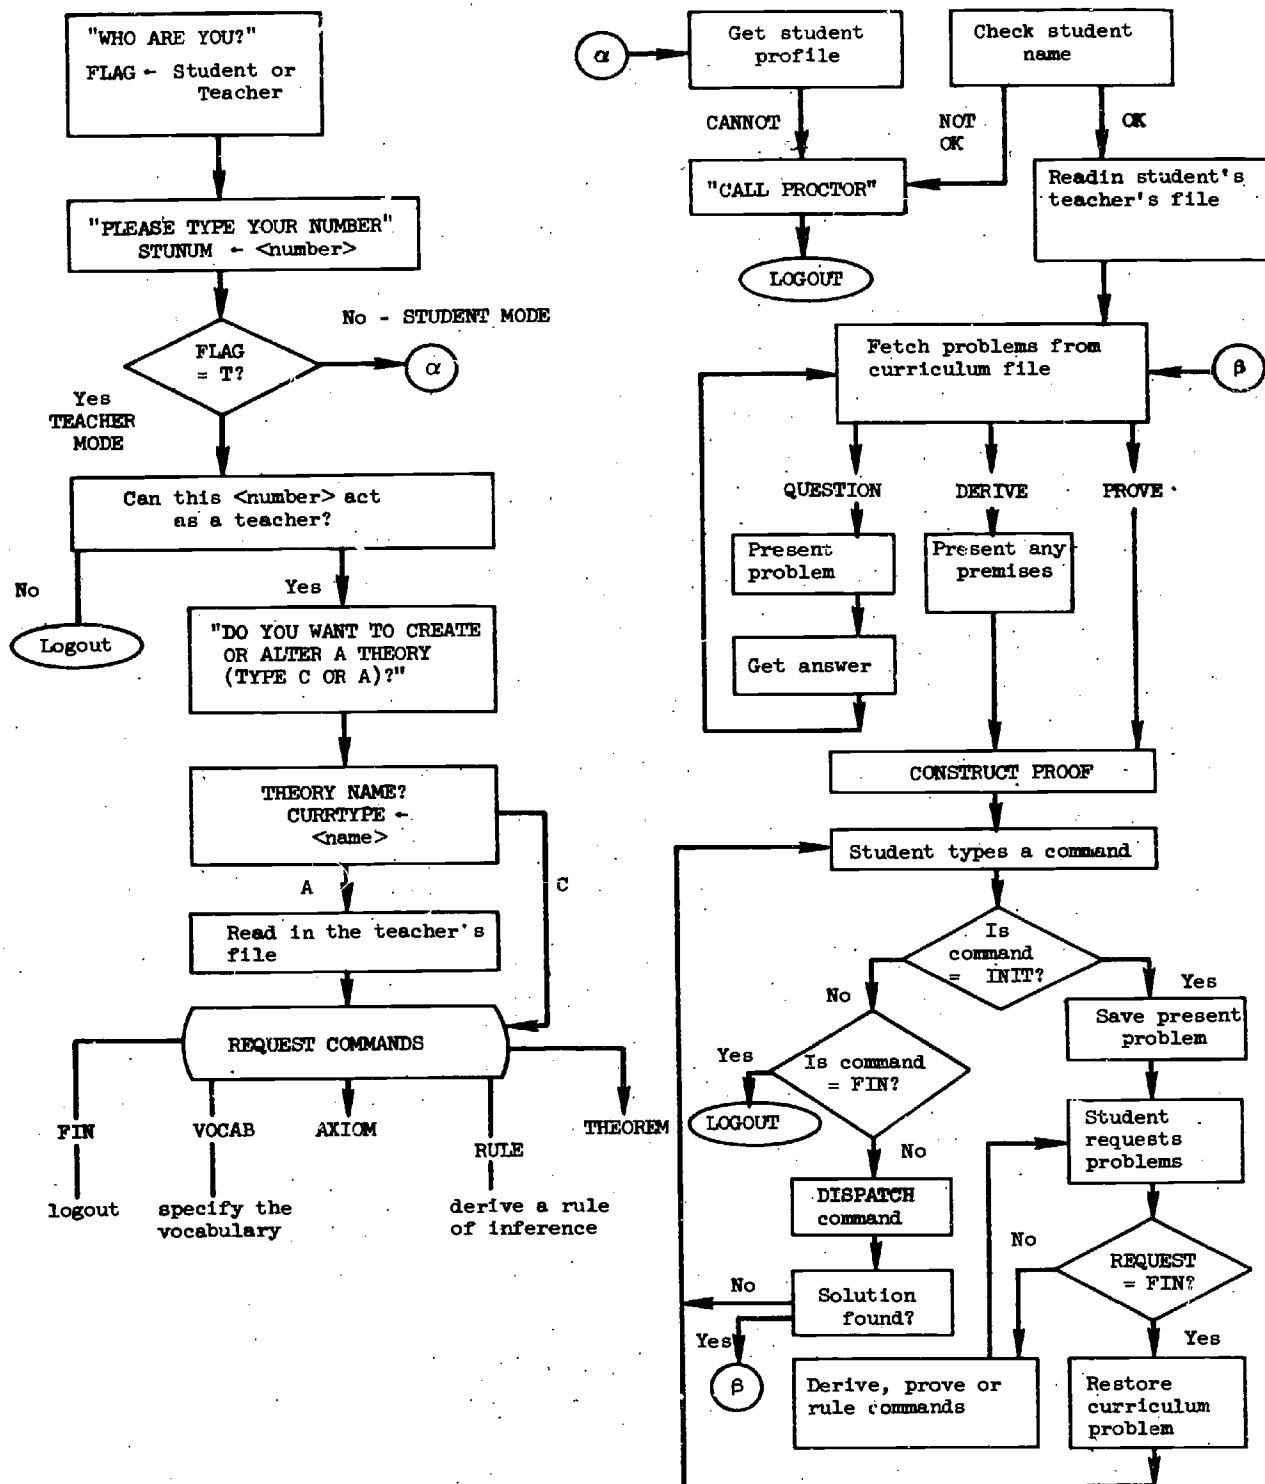 "WHO ARE YOU?"
FLAG ← Student or
Teacher
"PLEASE TYPE YOUR NUMBER"
STUNUM ← <number>
No - STUDENT MODE
FLAG
= T?
α
Yes
TEACHER
MODE
Can this <number> act
as a teacher?
No
Yes
Logout
"DO YOU WANT TO CREATE
OR ALTER A THEORY
(TYPE C OR A)?"
THEORY NAME?
CURRTYPE ←
<name>
A
C
Read in the teacher's
file
REQUEST COMMANDS
FIN
VOCAB
AXIOM
RULE
THEOREM
logout
specify the
vocabulary
derive a rule
of inference
α
Get student
profile
Check student
name
CANNOT
NOT
OK
OK
"CALL PROCTOR"
Readin student's
teacher's file
LOGOUT
Fetch problems from
curriculum file
β
QUESTION
DERIVE
PROVE
Present
problem
Present any
premises
Get answer
CONSTRUCT PROOF
Student types a command
Is
command
= INIT?
No
Yes
Save present
problem
Yes
Is command
= FIN?
LOGOUT
Student
requests
problems
No
DISPATCH
command
No
REQUEST
= FIN?
No
Solution
found?
Yes
Yes
β
Derive, prove or
rule commands
Restore
curriculum
problem